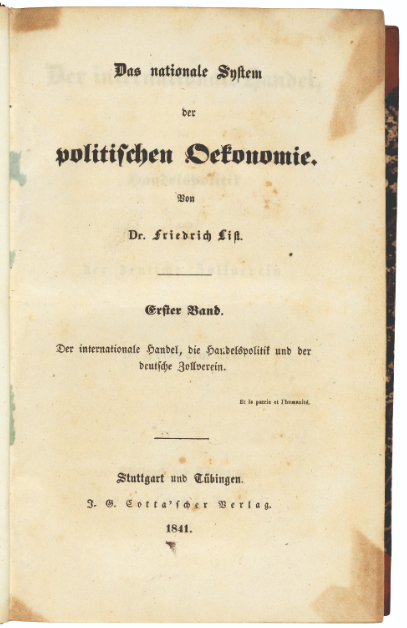 Das nationale System
der
politischen Oekonomie.
Von
Dr. Friedrich List.
Erster Band.
Der internationale Handel, die Handelspolitik und der
deutsche Zollverein.
Et la patrie et l'humanité.
Stuttgart und Tübingen.
J. G. Cotta'scher Verlag.
1841.